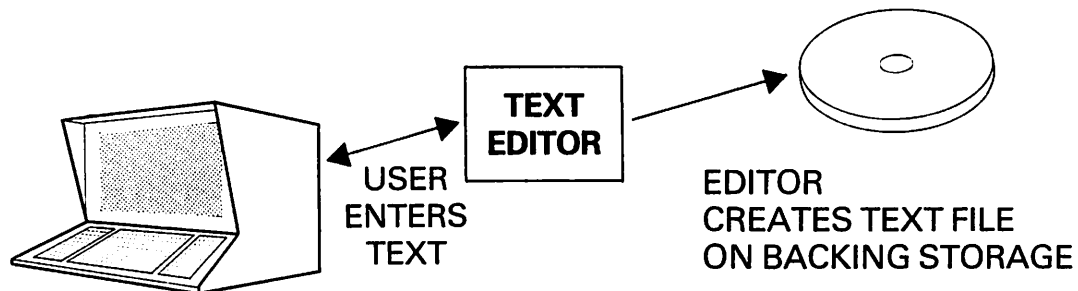 TEXT
EDITOR
USER
ENTERS
TEXT
EDITOR
CREATES TEXT FILE
ON BACKING STORAGE